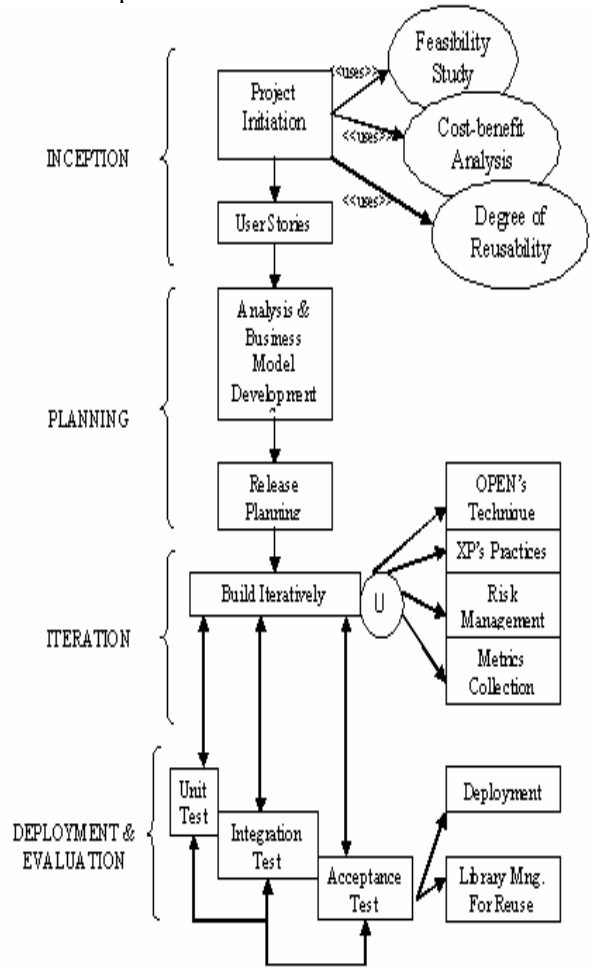 Feasibility
Study
<<uses>>
Project
Initiation
<<uses>>
Cost-benefit
Analysis
INCEPTION
<<uses>>
Degree of
Reusability
User Stories
Analysis &
Business
Model
Development
PLANNING
Release
Planning
OPEN's
Technique
XP's Practices
Build Iteratively
U
Risk
Management
ITERATION
Metrics
Collection
Unit
Test
Deployment
DEPLOYMENT &
EVALUATION
Integration
Test
Acceptance
Test
Library Mng.
For Reuse